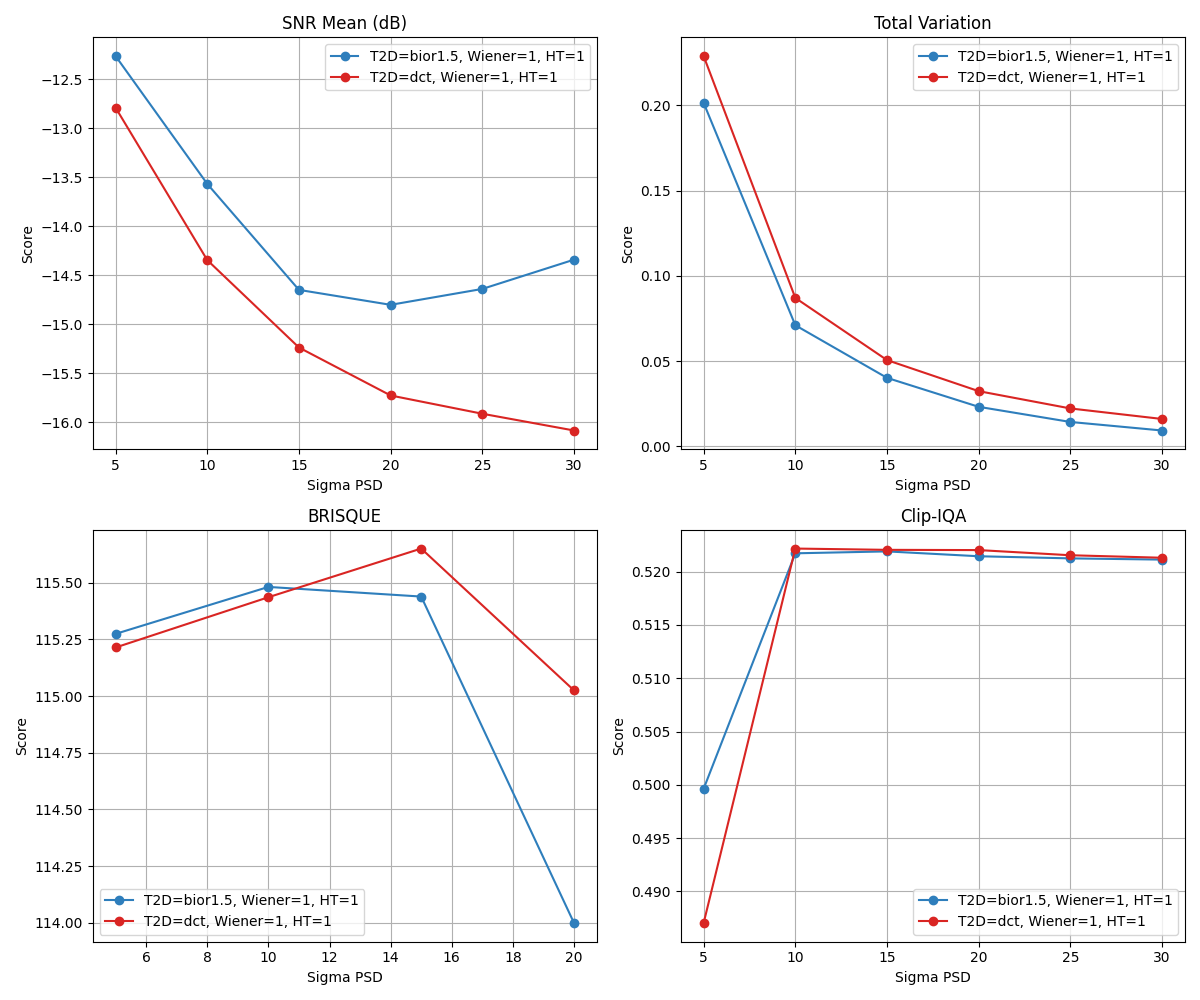 SNR Mean (dB)
T2D=bior1.5, Wiener=1, HT=1
T2D=dct, Wiener=1, HT=1
Score
−12.5
−13.0
−13.5
−14.0
−14.5
−15.0
−15.5
−16.0
5 10 15 20 25 30
Sigma PSD
Total Variation
T2D=bior1.5, Wiener=1, HT=1
T2D=dct, Wiener=1, HT=1
Score
0.20
0.15
0.10
0.05
0.00
5 10 15 20 25 30
Sigma PSD
BRISQUE
Score
115.50
115.25
115.00
114.75
114.50
114.25
114.00
T2D=bior1.5, Wiener=1, HT=1
T2D=dct, Wiener=1, HT=1
6 8 10 12 14 16 18 20
Sigma PSD
Clip-IQA
Score
0.520
0.515
0.510
0.505
0.500
0.495
0.490
T2D=bior1.5, Wiener=1, HT=1
T2D=dct, Wiener=1, HT=1
5 10 15 20 25 30
Sigma PSD